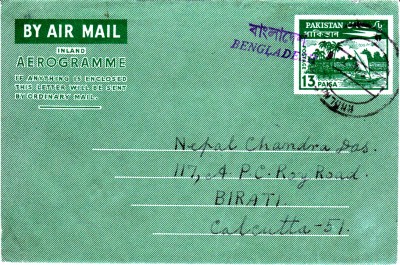 BY AIR MAIL
INLAND
AEROGRAMME
IF ANYTHING IS ENCLOSED
THIS LETTER WILL BE SENT
BY ORDINARY MAIL.
বাংলাদেশ
BENGLADE
PAKISTAN
পাকিস্তান
13 PAISA
Nepal Chandra Das.
117, A. P.C. Roy Road.
BIRATI.
Calcutta-51.